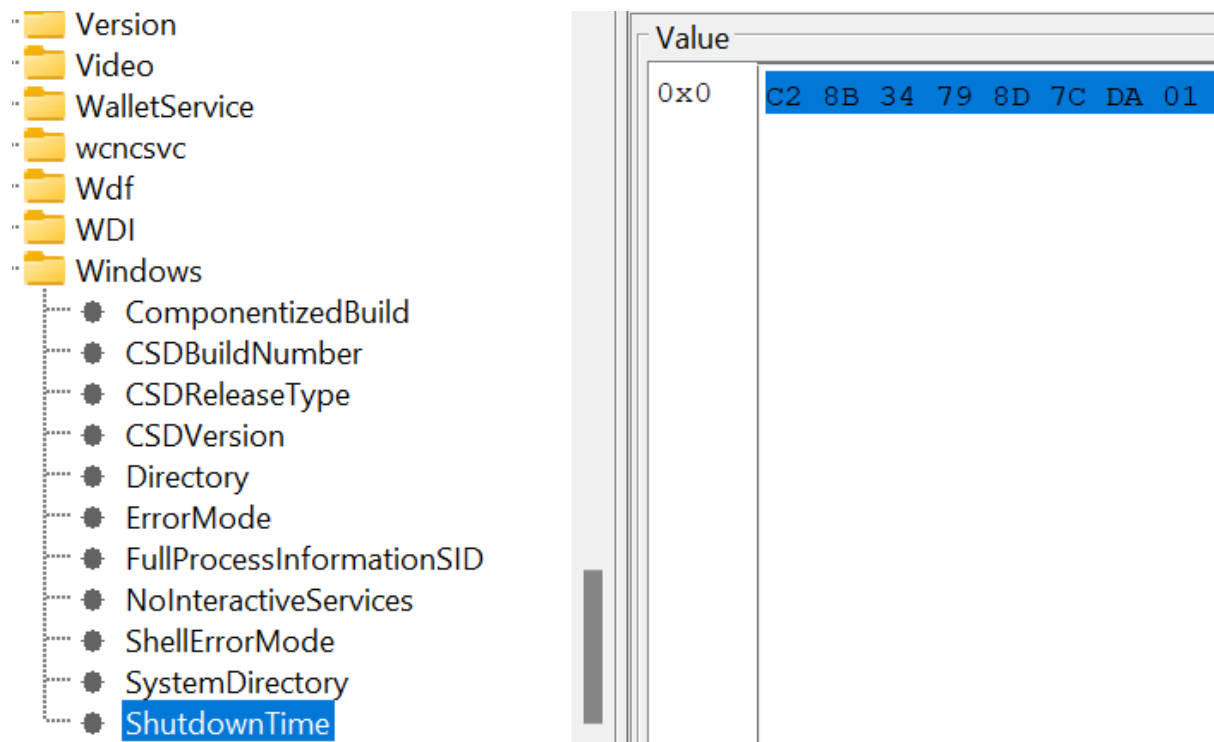 Version
Video
WalletService
wcncsvc
Wdf
WDI
Windows
ComponentizedBuild
CSDBuildNumber
CSDReleaseType
CSDVersion
Directory
ErrorMode
FullProcessInformationSID
NoInteractiveServices
ShellErrorMode
SystemDirectory
ShutdownTime
Value
0x0 C2 8B 34 79 8D 7C DA 01